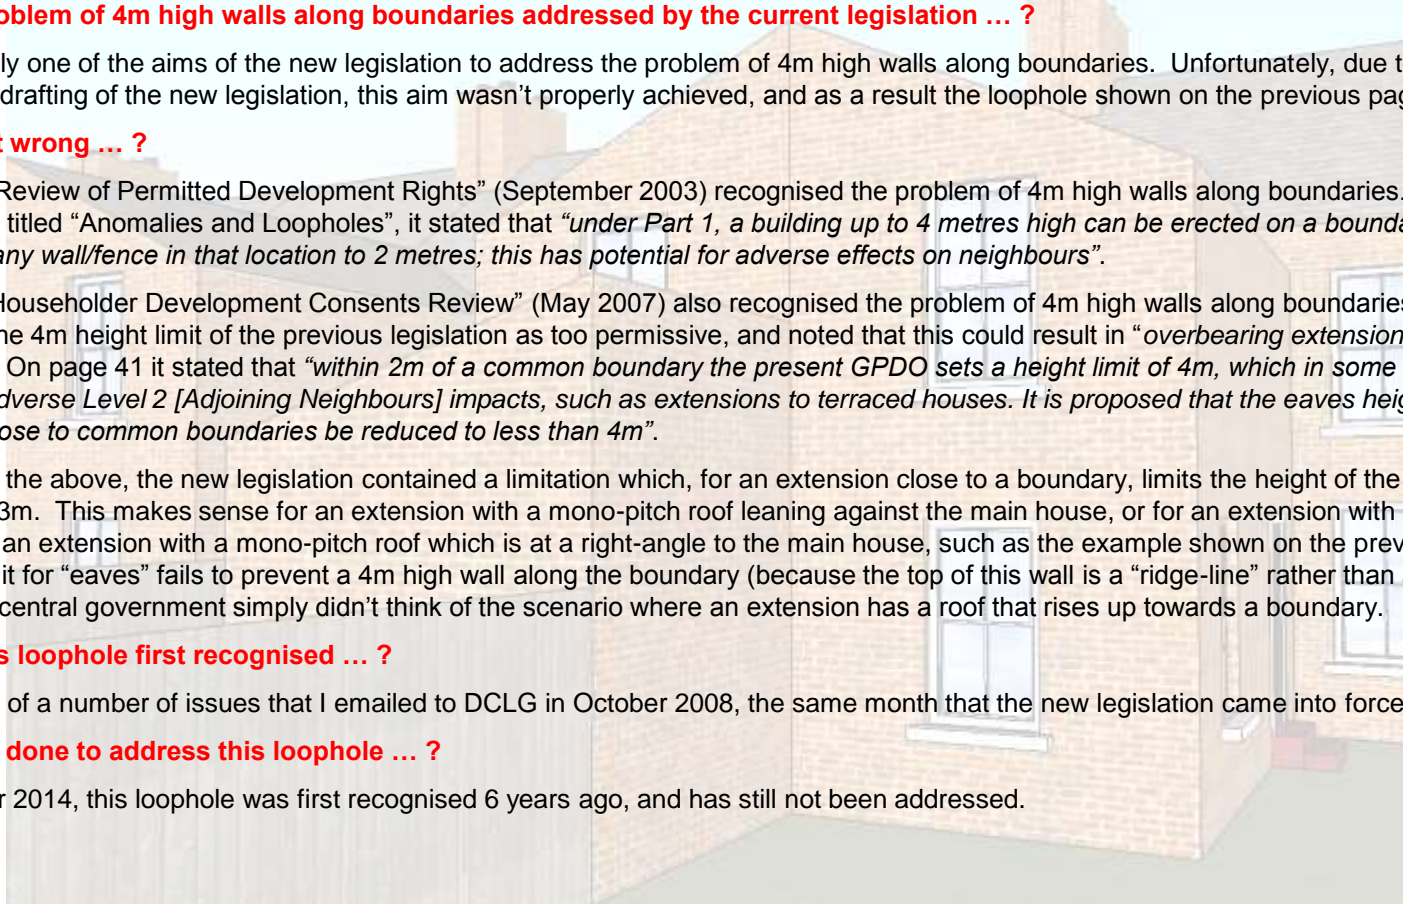 oblem of 4m high walls along boundaries addressed by the current legislation … ?
ly one of the aims of the new legislation to address the problem of 4m high walls along boundaries.  Unfortunately, due t
drafting of the new legislation, this aim wasn’t properly achieved, and as a result the loophole shown on the previous pag
t wrong … ?
Review of Permitted Development Rights” (September 2003) recognised the problem of 4m high walls along boundaries.
titled “Anomalies and Loopholes”, it stated that “under Part 1, a building up to 4 metres high can be erected on a bounda
any wall/fence in that location to 2 metres; this has potential for adverse effects on neighbours”.
Householder Development Consents Review” (May 2007) also recognised the problem of 4m high walls along boundaries
he 4m height limit of the previous legislation as too permissive, and noted that this could result in “overbearing extension
On page 41 it stated that “within 2m of a common boundary the present GPDO sets a height limit of 4m, which in some
dverse Level 2 [Adjoining Neighbours] impacts, such as extensions to terraced houses. It is proposed that the eaves heig
ose to common boundaries be reduced to less than 4m”.
the above, the new legislation contained a limitation which, for an extension close to a boundary, limits the height of the
3m.  This makes sense for an extension with a mono-pitch roof leaning against the main house, or for an extension with
an extension with a mono-pitch roof which is at a right-angle to the main house, such as the example shown on the prev
it for “eaves” fails to prevent a 4m high wall along the boundary (because the top of this wall is a “ridge-line” rather than
central government simply didn’t think of the scenario where an extension has a roof that rises up towards a boundary.
s loophole first recognised … ?
of a number of issues that I emailed to DCLG in October 2008, the same month that the new legislation came into force
done to address this loophole … ?
r 2014, this loophole was first recognised 6 years ago, and has still not been addressed.